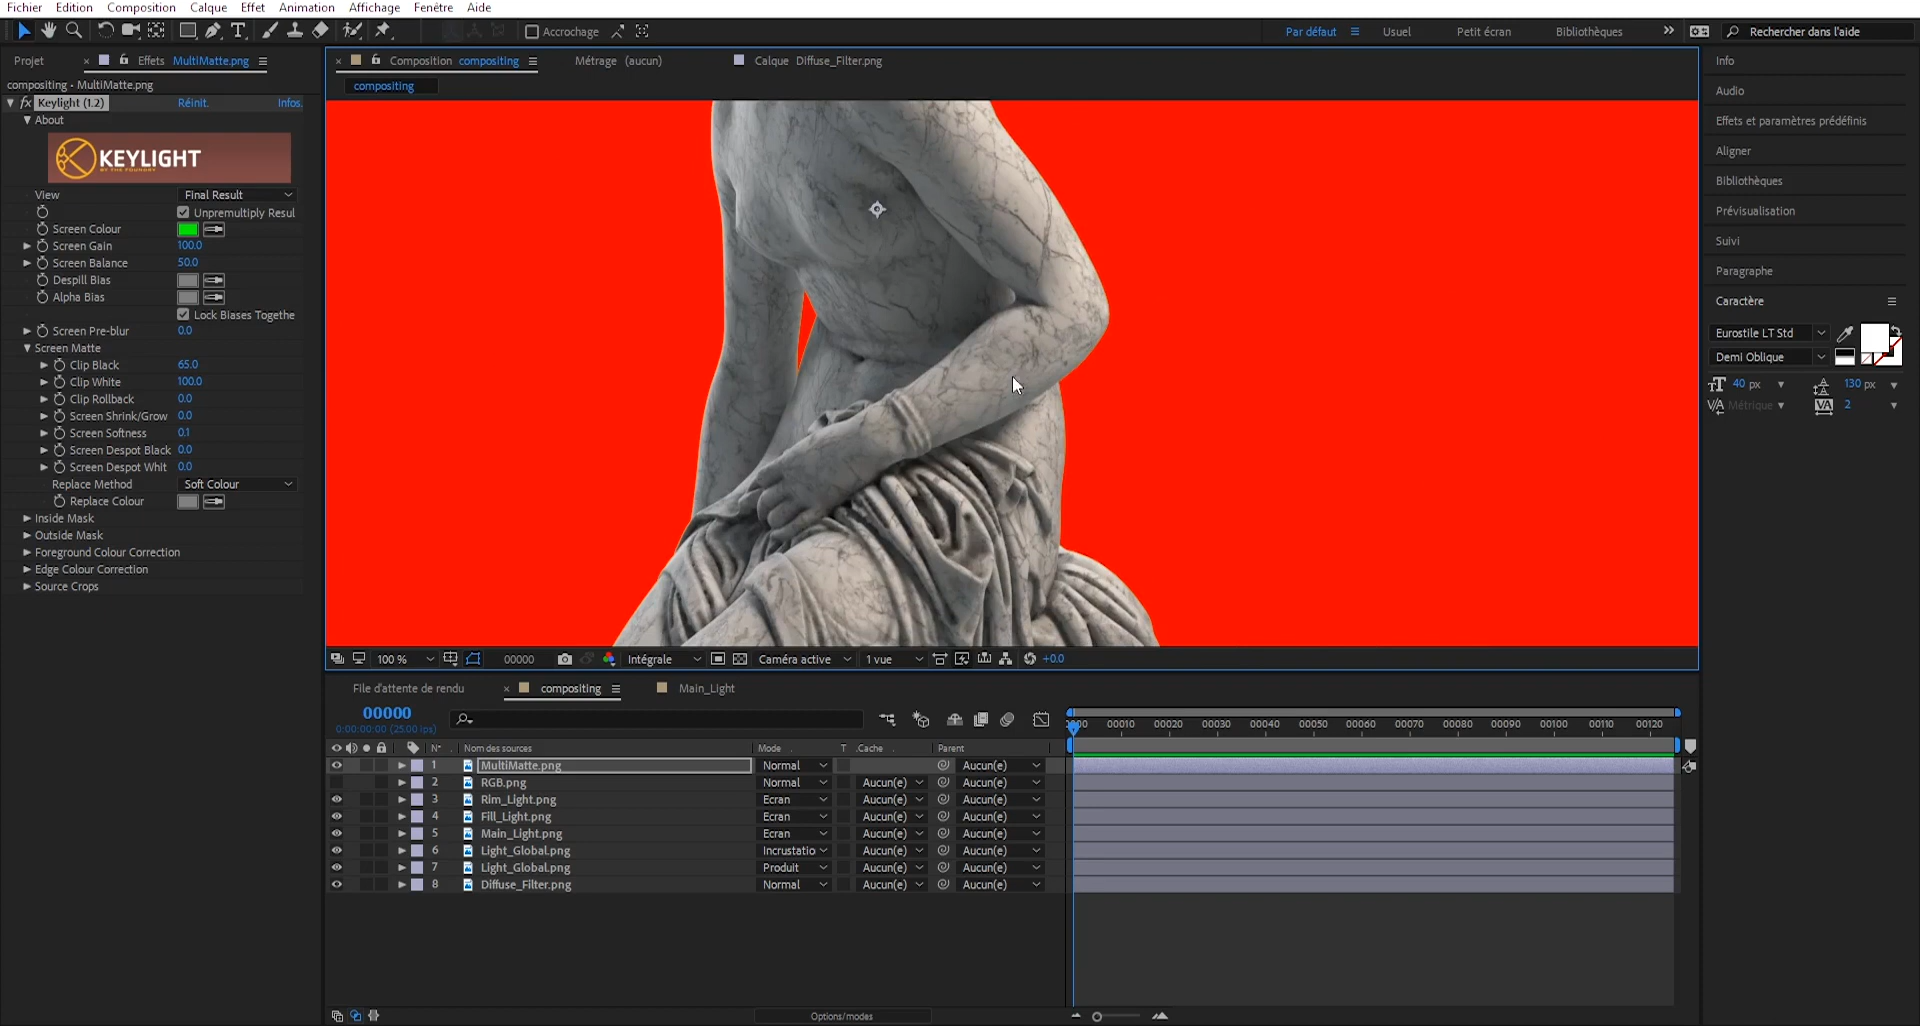 Fichier Edition Composition Calque Effet Animation Affichage Fenêtre Aide
Accrochage
Par défaut Usuel Petit écran Bibliothèques Rechercher dans l'aide
Projet × Effets MultiMatte.png
× Composition compositing Métrage (aucun) Calque Diffuse_Filter.png
compositing • MultiMatte.png
compositing
fx Keylight (1.2) Réinit. Infos.
About
KEYLIGHT
BY THE FOUNDRY
View Final Result
Unpremultiply Resul
Screen Colour
Screen Gain 100.0
Screen Balance 50.0
Despill Bias
Alpha Bias
Lock Biases Togethe
Screen Pre-blur 0.0
Screen Matte
Clip Black 65.0
Clip White 100.0
Clip Rollback 0.0
Screen Shrink/Grow 0.0
Screen Softness 0.1
Screen Despot Black 0.0
Screen Despot Whit 0.0
Replace Method Soft Colour
Replace Colour
Inside Mask
Outside Mask
Foreground Colour Correction
Edge Colour Correction
Source Crops
100 % 00000 Intégrale Caméra active 1 vue +0.0
Info
Audio
Effets et paramètres prédéfinis
Aligner
Bibliothèques
Prévisualisation
Suivi
Paragraphe
Caractère
Eurostile LT Std
Demi Oblique
40 px 130 px
Métrique 2
File d'attente de rendu × compositing Main_Light
00000
0:00:00:00 (25.00 ips)
00010 00020 00030 00040 00050 00060 00070 00080 00090 00100 00110 00120
N° Nom des sources Mode T .Cache Parent
1 MultiMatte.png Normal Aucun(e)
2 RGB.png Normal Aucun(e) Aucun(e)
3 Rim_Light.png Ecran Aucun(e) Aucun(e)
4 Fill_Light.png Ecran Aucun(e) Aucun(e)
5 Main_Light.png Ecran Aucun(e) Aucun(e)
6 Light_Global.png Incrustatio Aucun(e) Aucun(e)
7 Light_Global.png Produit Aucun(e) Aucun(e)
8 Diffuse_Filter.png Normal Aucun(e) Aucun(e)
Options/modes